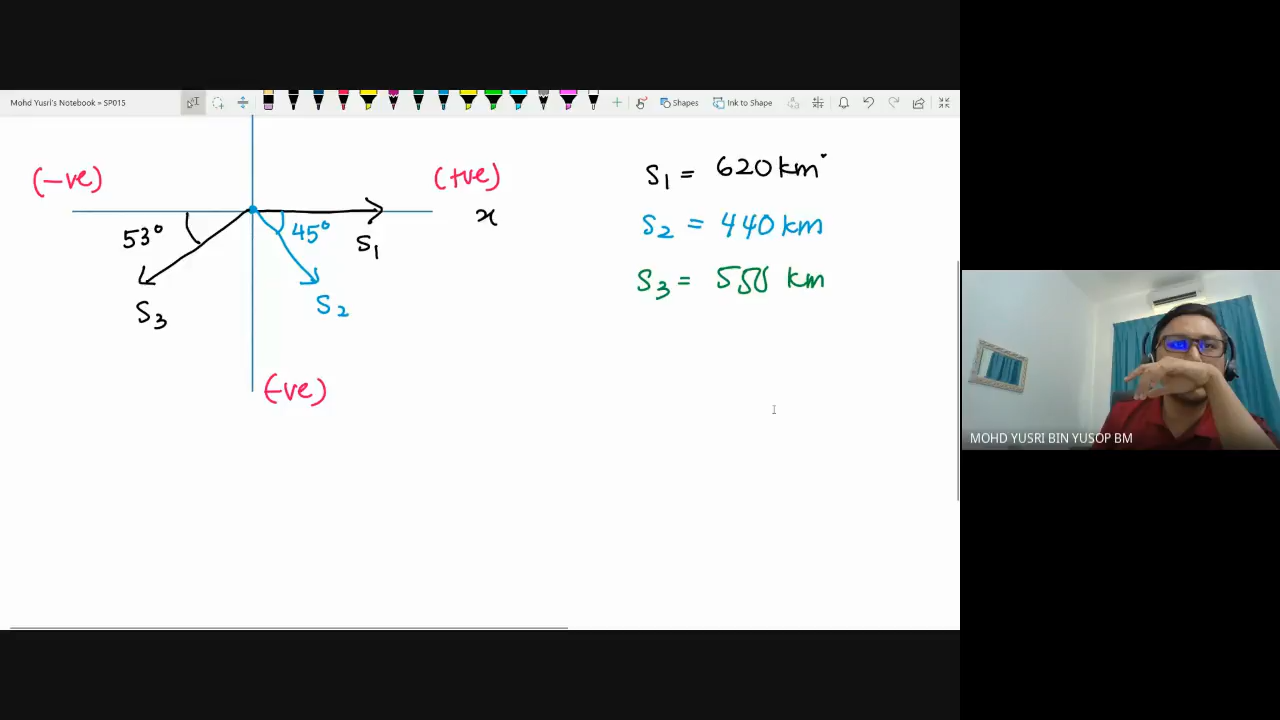 Mohd Yusri's Notebook » SP015
Shapes
Ink to Shape
(-ve)
(+ve)
x
53°
45°
S1
S2
S3
(-ve)
S1 = 620 km
S2 = 440 km
S3 = 550 km
MOHD YUSRI BIN YUSOP BM